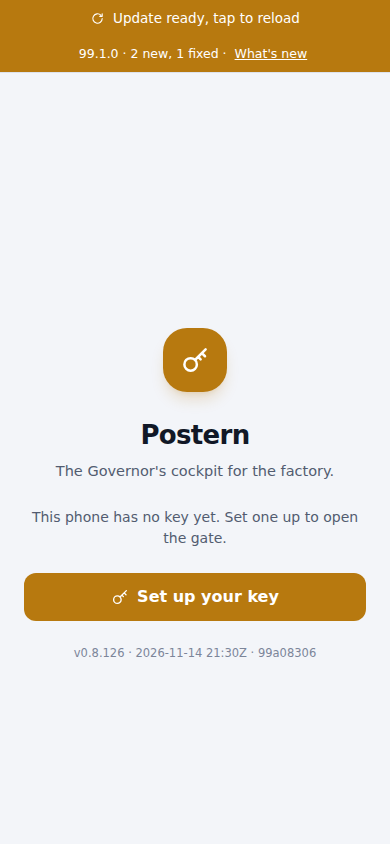 Update ready, tap to reload
99.1.0 · 2 new, 1 fixed · What's new
Postern
The Governor's cockpit for the factory.
This phone has no key yet. Set one up to open
the gate.
Set up your key
v0.8.126 · 2026-11-14 21:30Z · 99a08306